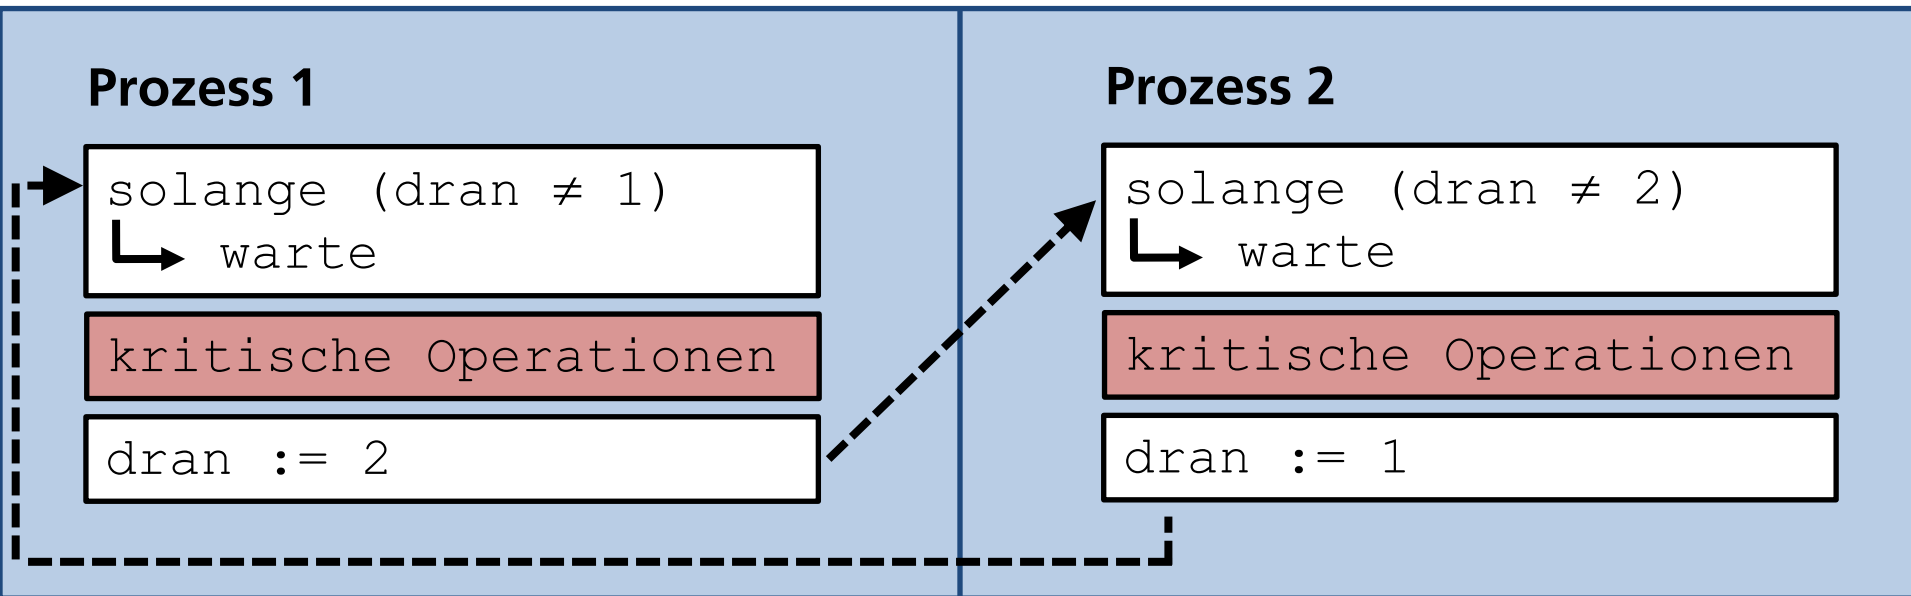 Prozess 1
solange (dran ≠ 1)
warte
kritische Operationen
dran := 2
Prozess 2
solange (dran ≠ 2)
warte
kritische Operationen
dran := 1